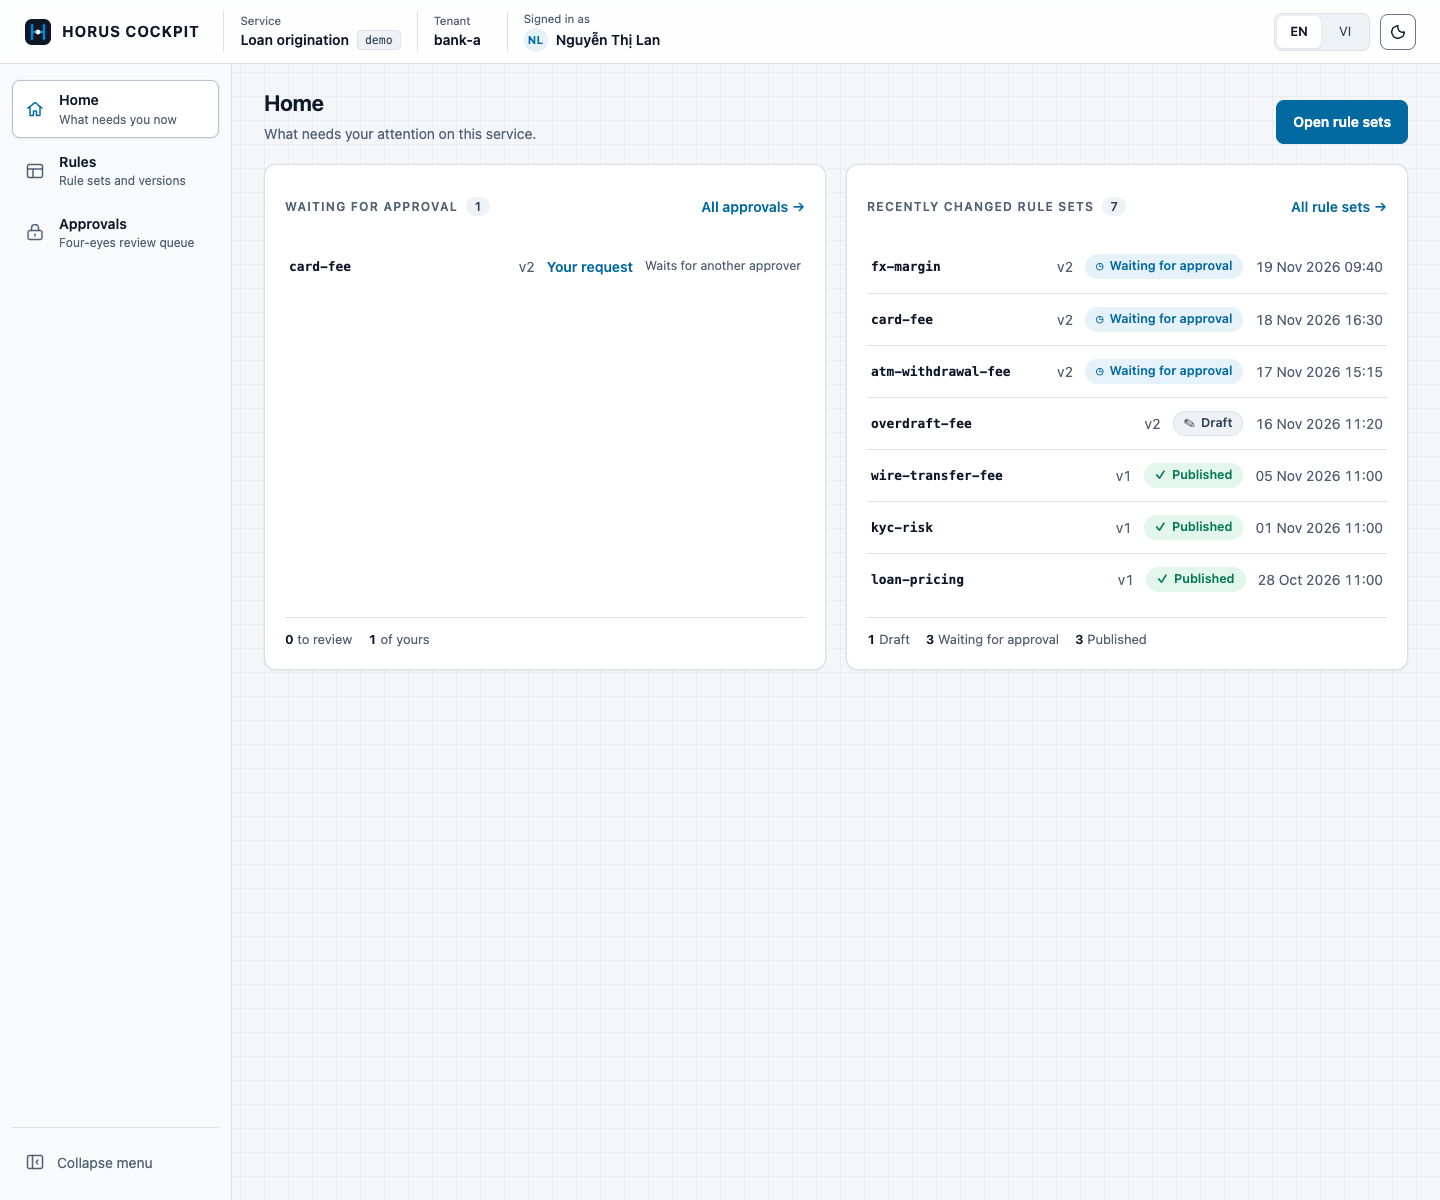 HORUS COCKPIT
Service
Loan origination demo
Tenant
bank-a
Signed in as
NL Nguyễn Thị Lan
EN VI
Home
What needs you now
Rules
Rule sets and versions
Approvals
Four-eyes review queue
Collapse menu
Home
What needs your attention on this service.
Open rule sets
WAITING FOR APPROVAL 1 All approvals →
card-fee v2 Your request Waits for another approver
0 to review 1 of yours
RECENTLY CHANGED RULE SETS 7 All rule sets →
fx-margin v2 Waiting for approval 19 Nov 2026 09:40
card-fee v2 Waiting for approval 18 Nov 2026 16:30
atm-withdrawal-fee v2 Waiting for approval 17 Nov 2026 15:15
overdraft-fee v2 Draft 16 Nov 2026 11:20
wire-transfer-fee v1 ✓ Published 05 Nov 2026 11:00
kyc-risk v1 ✓ Published 01 Nov 2026 11:00
loan-pricing v1 ✓ Published 28 Oct 2026 11:00
1 Draft 3 Waiting for approval 3 Published